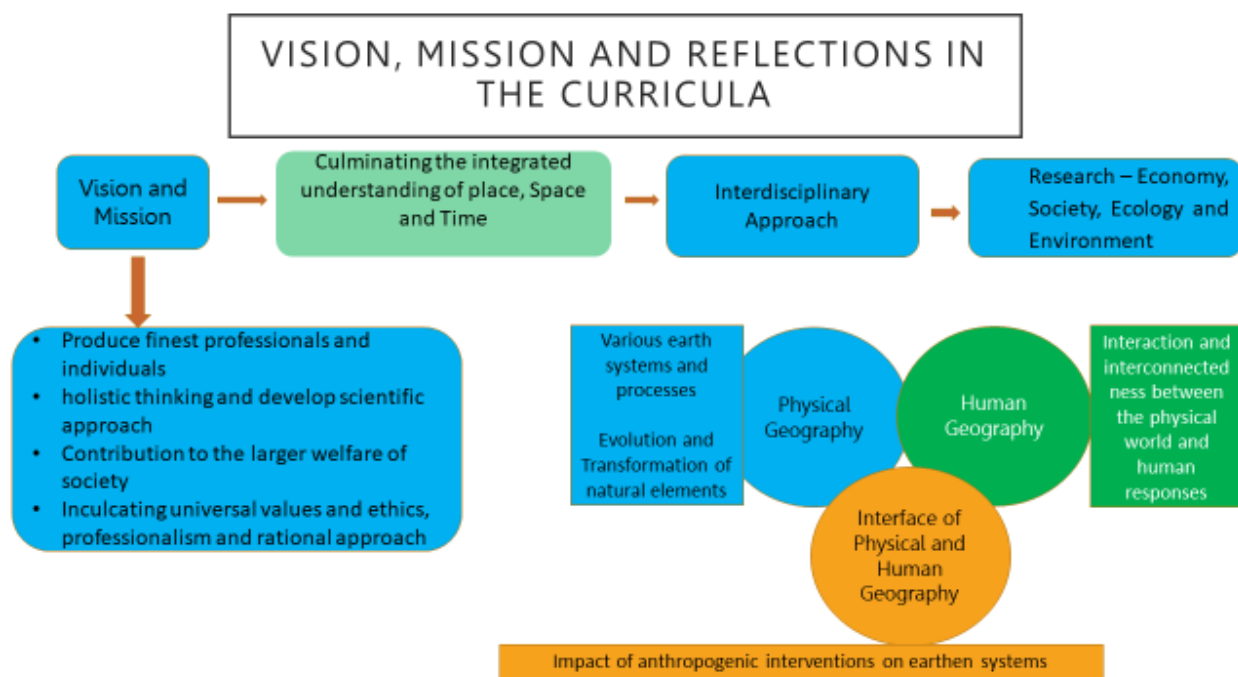 VISION, MISSION AND REFLECTIONS IN
THE CURRICULA
Vision and
Mission
Culminating the integrated
understanding of place, Space
and Time
Interdisciplinary
Approach
Research – Economy,
Society, Ecology and
Environment
• Produce finest professionals and
individuals
• holistic thinking and develop scientific
approach
• Contribution to the larger welfare of
society
• Inculcating universal values and ethics,
professionalism and rational approach
Various earth
systems and
processes
Evolution and
Transformation of
natural elements
Physical
Geography
Human
Geography
Interaction and
interconnected
ness between
the physical
world and
human
responses
Interface of
Physical and
Human
Geography
Impact of anthropogenic interventions on earthen systems